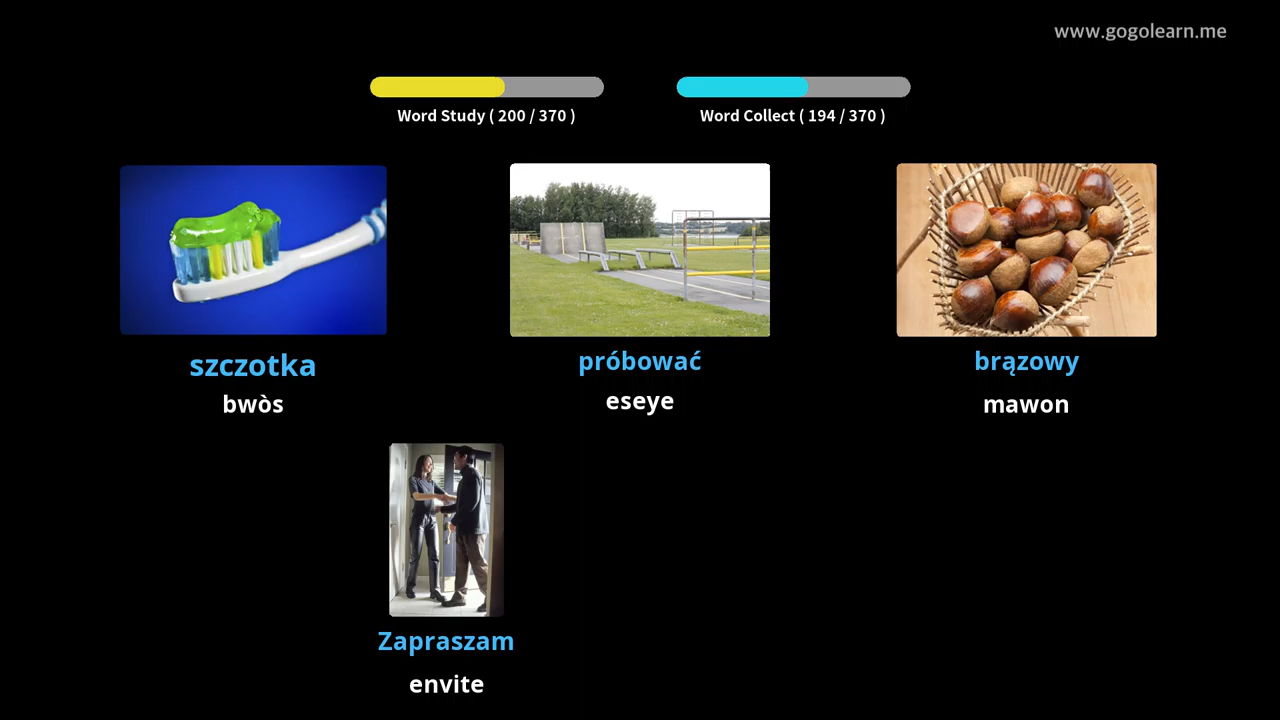 www.gogolearn.me
Word Study ( 200 / 370 )
Word Collect ( 194 / 370 )
szczotka
bwòs
próbować
eseye
brązowy
mawon
Zapraszam
envite